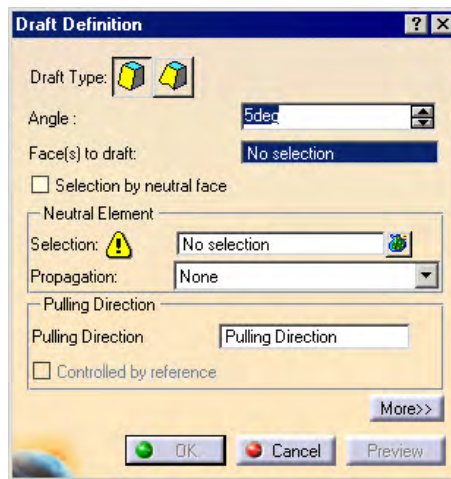 Draft Definition
Draft Type:
Angle : 5deg
Face(s) to draft: No selection
Selection by neutral face
Neutral Element
Selection: No selection
Propagation: None
Pulling Direction
Pulling Direction Pulling Direction
Controlled by reference
More>>
OK Cancel Preview